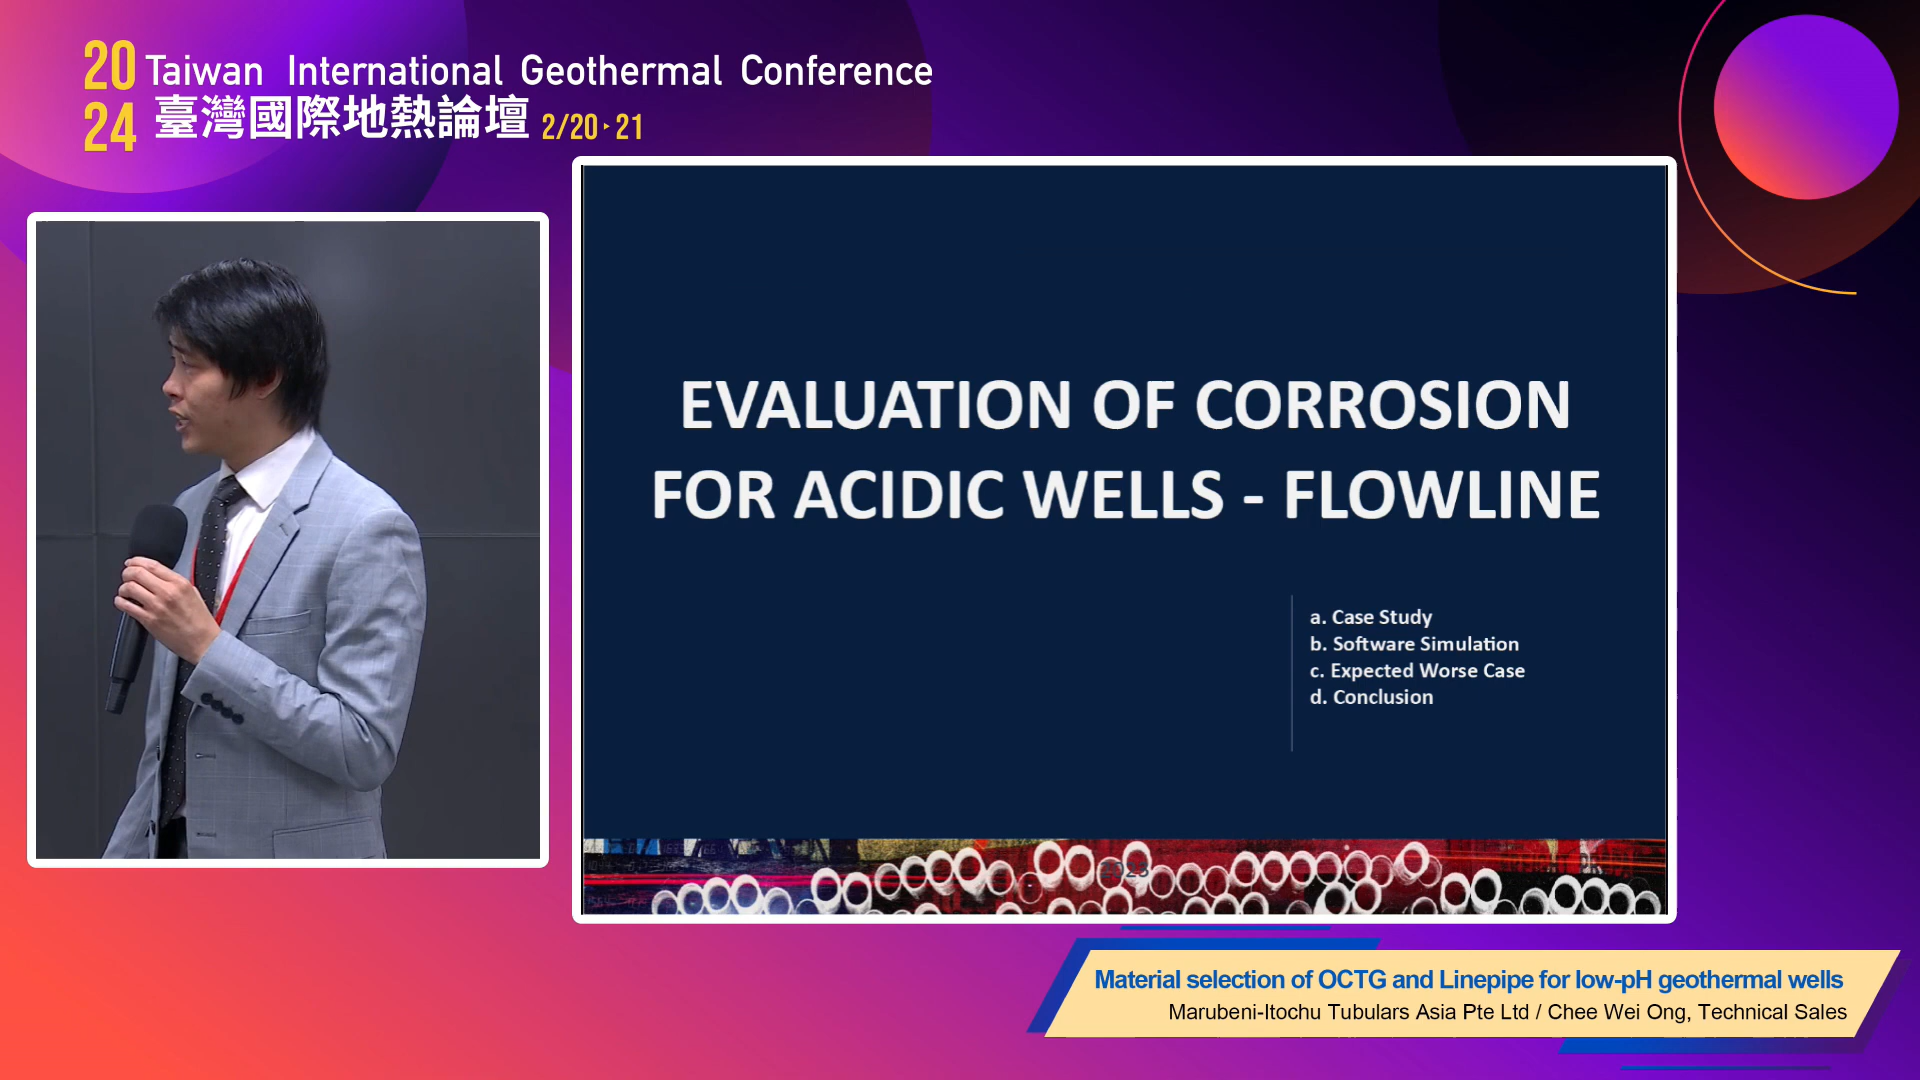 2024
Taiwan International Geothermal Conference
臺灣國際地熱論壇 2/20‣21
EVALUATION OF CORROSION
FOR ACIDIC WELLS - FLOWLINE
a. Case Study
b. Software Simulation
c. Expected Worse Case
d. Conclusion
2023
Material selection of OCTG and Linepipe for low-pH geothermal wells
Marubeni-Itochu Tubulars Asia Pte Ltd / Chee Wei Ong, Technical Sales